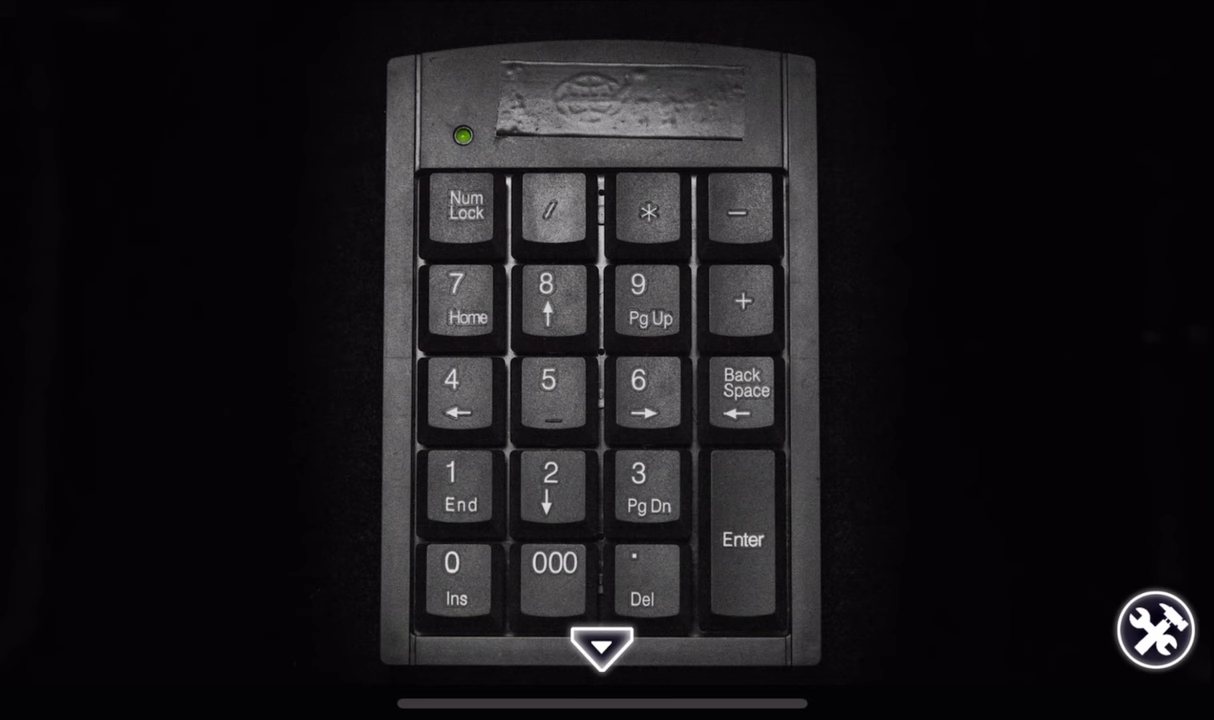 Num
Lock
/
*
−
7
Home
8
↑
9
Pg Up
+
4
←
5
6
→
Back
Space
←
1
End
2
↓
3
Pg Dn
Enter
0
Ins
000
.
Del